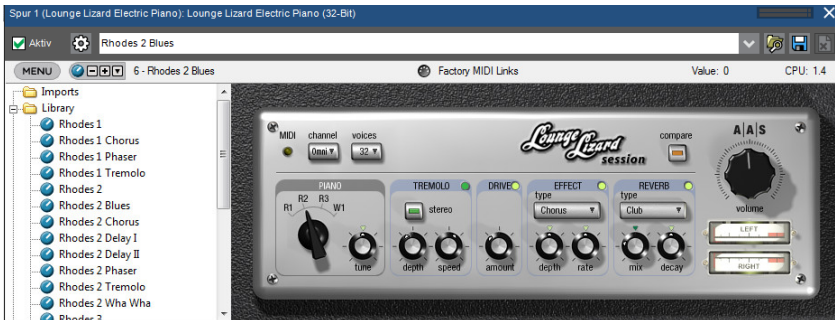 Spur 1 (Lounge Lizard Electric Piano): Lounge Lizard Electric Piano (32-Bit)
Aktiv Rhodes 2 Blues
MENU 6 - Rhodes 2 Blues Factory MIDI Links Value: 0 CPU: 1.4
Imports
Library
Rhodes 1
Rhodes 1 Chorus
Rhodes 1 Phaser
Rhodes 1 Tremolo
Rhodes 2
Rhodes 2 Blues
Rhodes 2 Chorus
Rhodes 2 Delay I
Rhodes 2 Delay II
Rhodes 2 Phaser
Rhodes 2 Tremolo
Rhodes 2 Wha Wha
Rhodes 3
MIDI channel voices
Omni 32
Lounge Lizard
session
compare
A|A|S
volume
LEFT
RIGHT
PIANO
R1 R2 R3 W1
tune
TREMOLO
stereo
depth speed
DRIVE
amount
EFFECT
type
Chorus
depth rate
REVERB
type
Club
mix decay